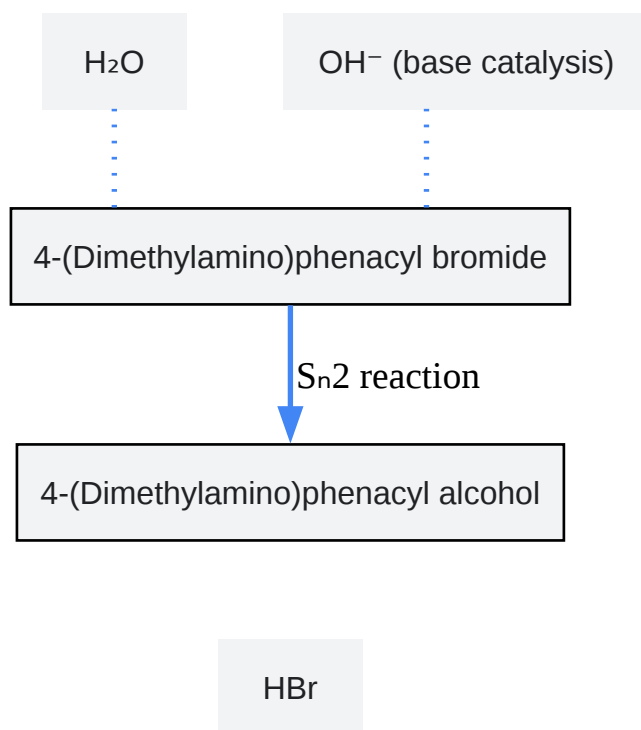 H₂O
OH⁻ (base catalysis)
4-(Dimethylamino)phenacyl bromide
Sₙ2 reaction
4-(Dimethylamino)phenacyl alcohol
HBr